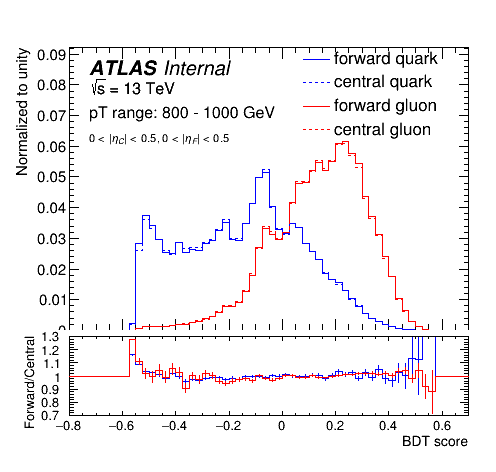 Normalized to unity
0.09
0.08
0.07
0.06
0.05
0.04
0.03
0.02
0.01
ATLAS Internal
√s = 13 TeV
pT range: 800 - 1000 GeV
0 < |η_C| < 0.5, 0 < |η_F| < 0.5
forward quark
central quark
forward gluon
central gluon
Forward/Central
1.3
1.2
1.1
1
0.9
0.8
0.7
−0.8 −0.6 −0.4 −0.2 0 0.2 0.4 0.6
BDT score